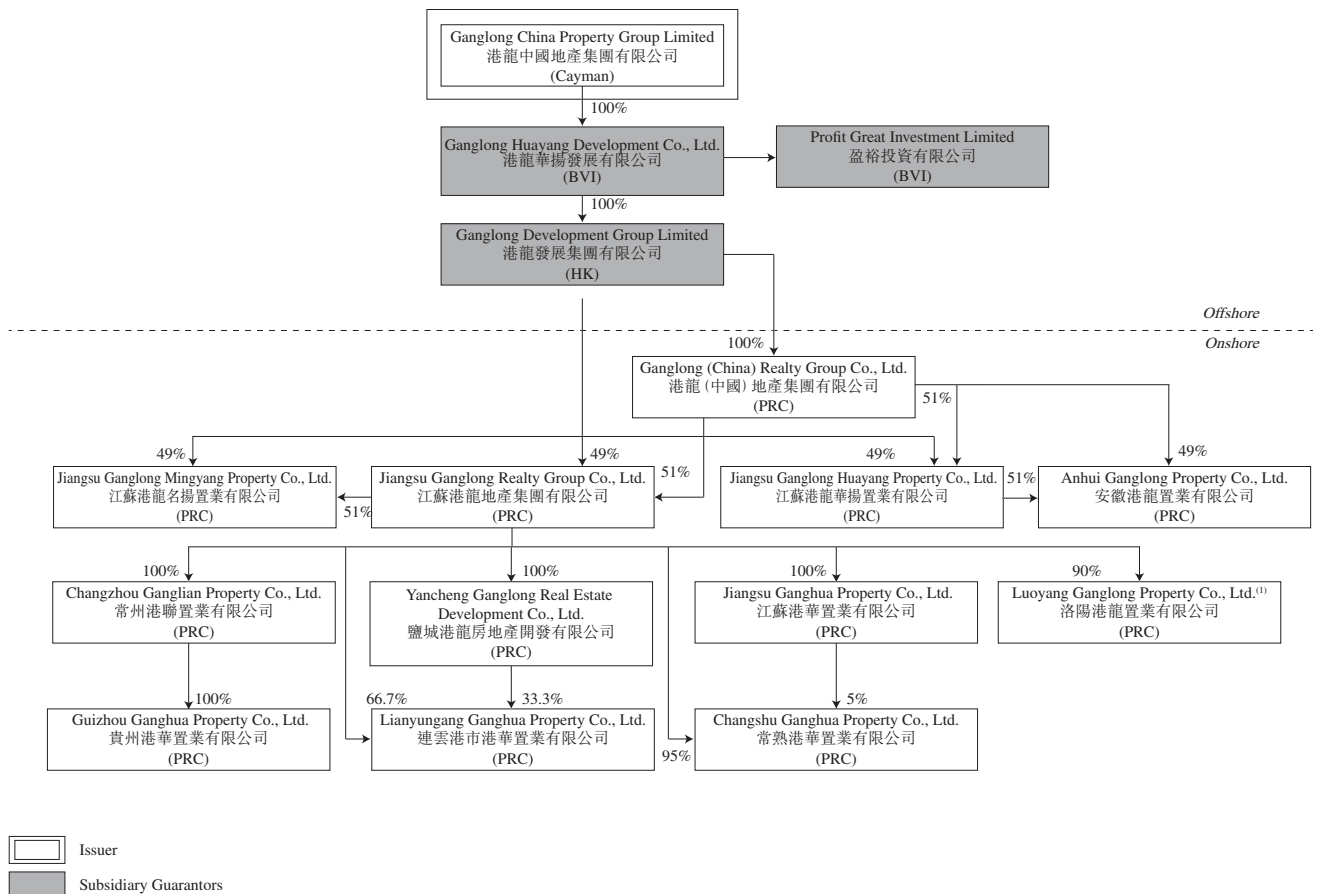 Ganglong China Property Group Limited
港龍中國地產集團有限公司
(Cayman)
100%
Ganglong Huayang Development Co., Ltd.
港龍華揚發展有限公司
(BVI)
Profit Great Investment Limited
盈裕投資有限公司
(BVI)
100%
Ganglong Development Group Limited
港龍發展集團有限公司
(HK)
Offshore
Onshore
100%
Ganglong (China) Realty Group Co., Ltd.
港龍(中國)地產集團有限公司
(PRC)
51%
49%
49%
49%
49%
Jiangsu Ganglong Mingyang Property Co., Ltd.
江蘇港龍名揚置業有限公司
(PRC)
51%
Jiangsu Ganglong Realty Group Co., Ltd.
江蘇港龍地產集團有限公司
(PRC)
51%
Jiangsu Ganglong Huayang Property Co., Ltd.
江蘇港龍華揚置業有限公司
(PRC)
51%
Anhui Ganglong Property Co., Ltd.
安徽港龍置業有限公司
(PRC)
100%
100%
100%
90%
Changzhou Ganglian Property Co., Ltd.
常州港聯置業有限公司
(PRC)
Yancheng Ganglong Real Estate
Development Co., Ltd.
鹽城港龍房地產開發有限公司
(PRC)
Jiangsu Ganghua Property Co., Ltd.
江蘇港華置業有限公司
(PRC)
Luoyang Ganglong Property Co., Ltd.(1)
洛陽港龍置業有限公司
(PRC)
100%
66.7%
33.3%
5%
Guizhou Ganghua Property Co., Ltd.
貴州港華置業有限公司
(PRC)
Lianyungang Ganghua Property Co., Ltd.
連雲港市港華置業有限公司
(PRC)
95%
Changshu Ganghua Property Co., Ltd.
常熟港華置業有限公司
(PRC)
Issuer
Subsidiary Guarantors